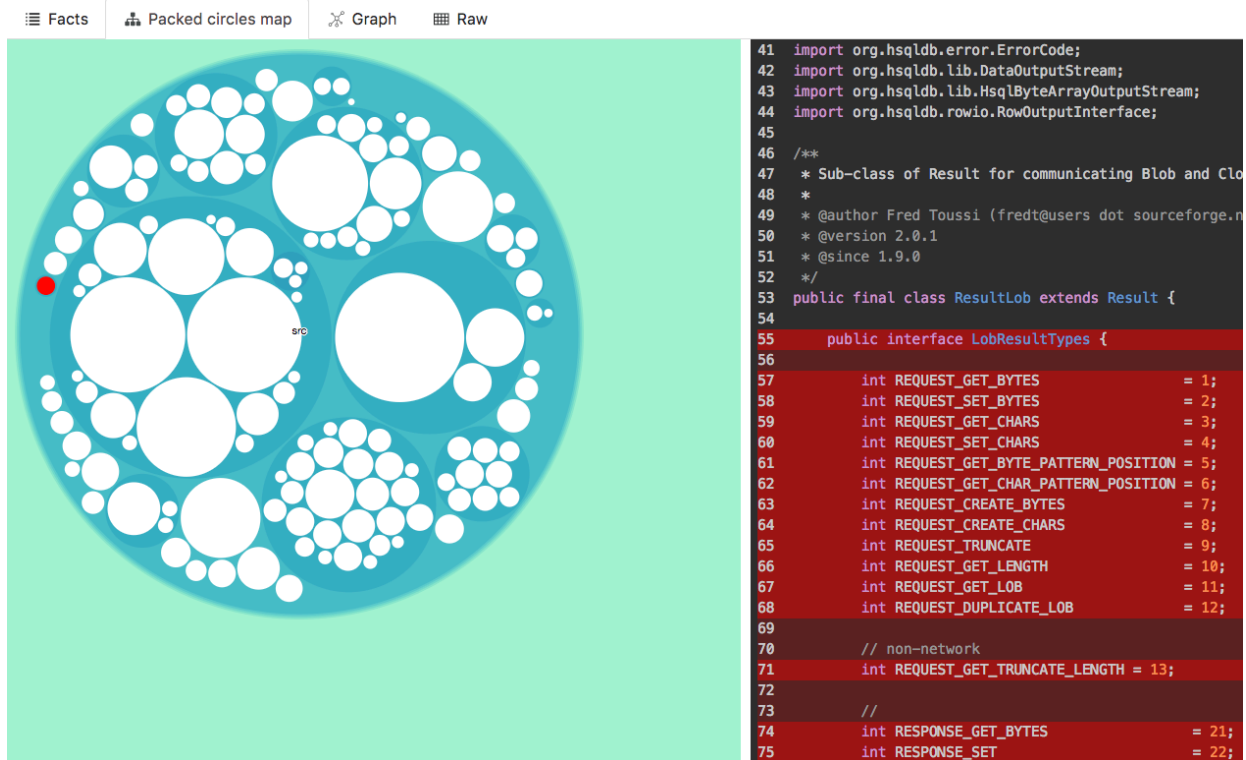 Facts Packed circles map Graph Raw
src
41 import org.hsqldb.error.ErrorCode;
42 import org.hsqldb.lib.DataOutputStream;
43 import org.hsqldb.lib.HsqlByteArrayOutputStream;
44 import org.hsqldb.rowio.RowOutputInterface;
45
46 /**
47 * Sub-class of Result for communicating Blob and Clo
48 *
49 * @author Fred Toussi (fredt@users dot sourceforge.n
50 * @version 2.0.1
51 * @since 1.9.0
52 */
53 public final class ResultLob extends Result {
54
55 public interface LobResultTypes {
56
57 int REQUEST_GET_BYTES = 1;
58 int REQUEST_SET_BYTES = 2;
59 int REQUEST_GET_CHARS = 3;
60 int REQUEST_SET_CHARS = 4;
61 int REQUEST_GET_BYTE_PATTERN_POSITION = 5;
62 int REQUEST_GET_CHAR_PATTERN_POSITION = 6;
63 int REQUEST_CREATE_BYTES = 7;
64 int REQUEST_CREATE_CHARS = 8;
65 int REQUEST_TRUNCATE = 9;
66 int REQUEST_GET_LENGTH = 10;
67 int REQUEST_GET_LOB = 11;
68 int REQUEST_DUPLICATE_LOB = 12;
69
70 // non-network
71 int REQUEST_GET_TRUNCATE_LENGTH = 13;
72
73 //
74 int RESPONSE_GET_BYTES = 21;
75 int RESPONSE_SET = 22;